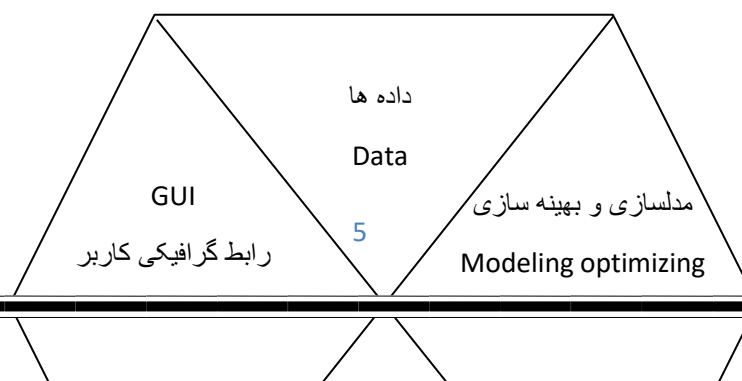 داده ها
Data
5
GUI
رابط گرافیکی کاربر
مدلسازی و بهینه سازی
Modeling optimizing